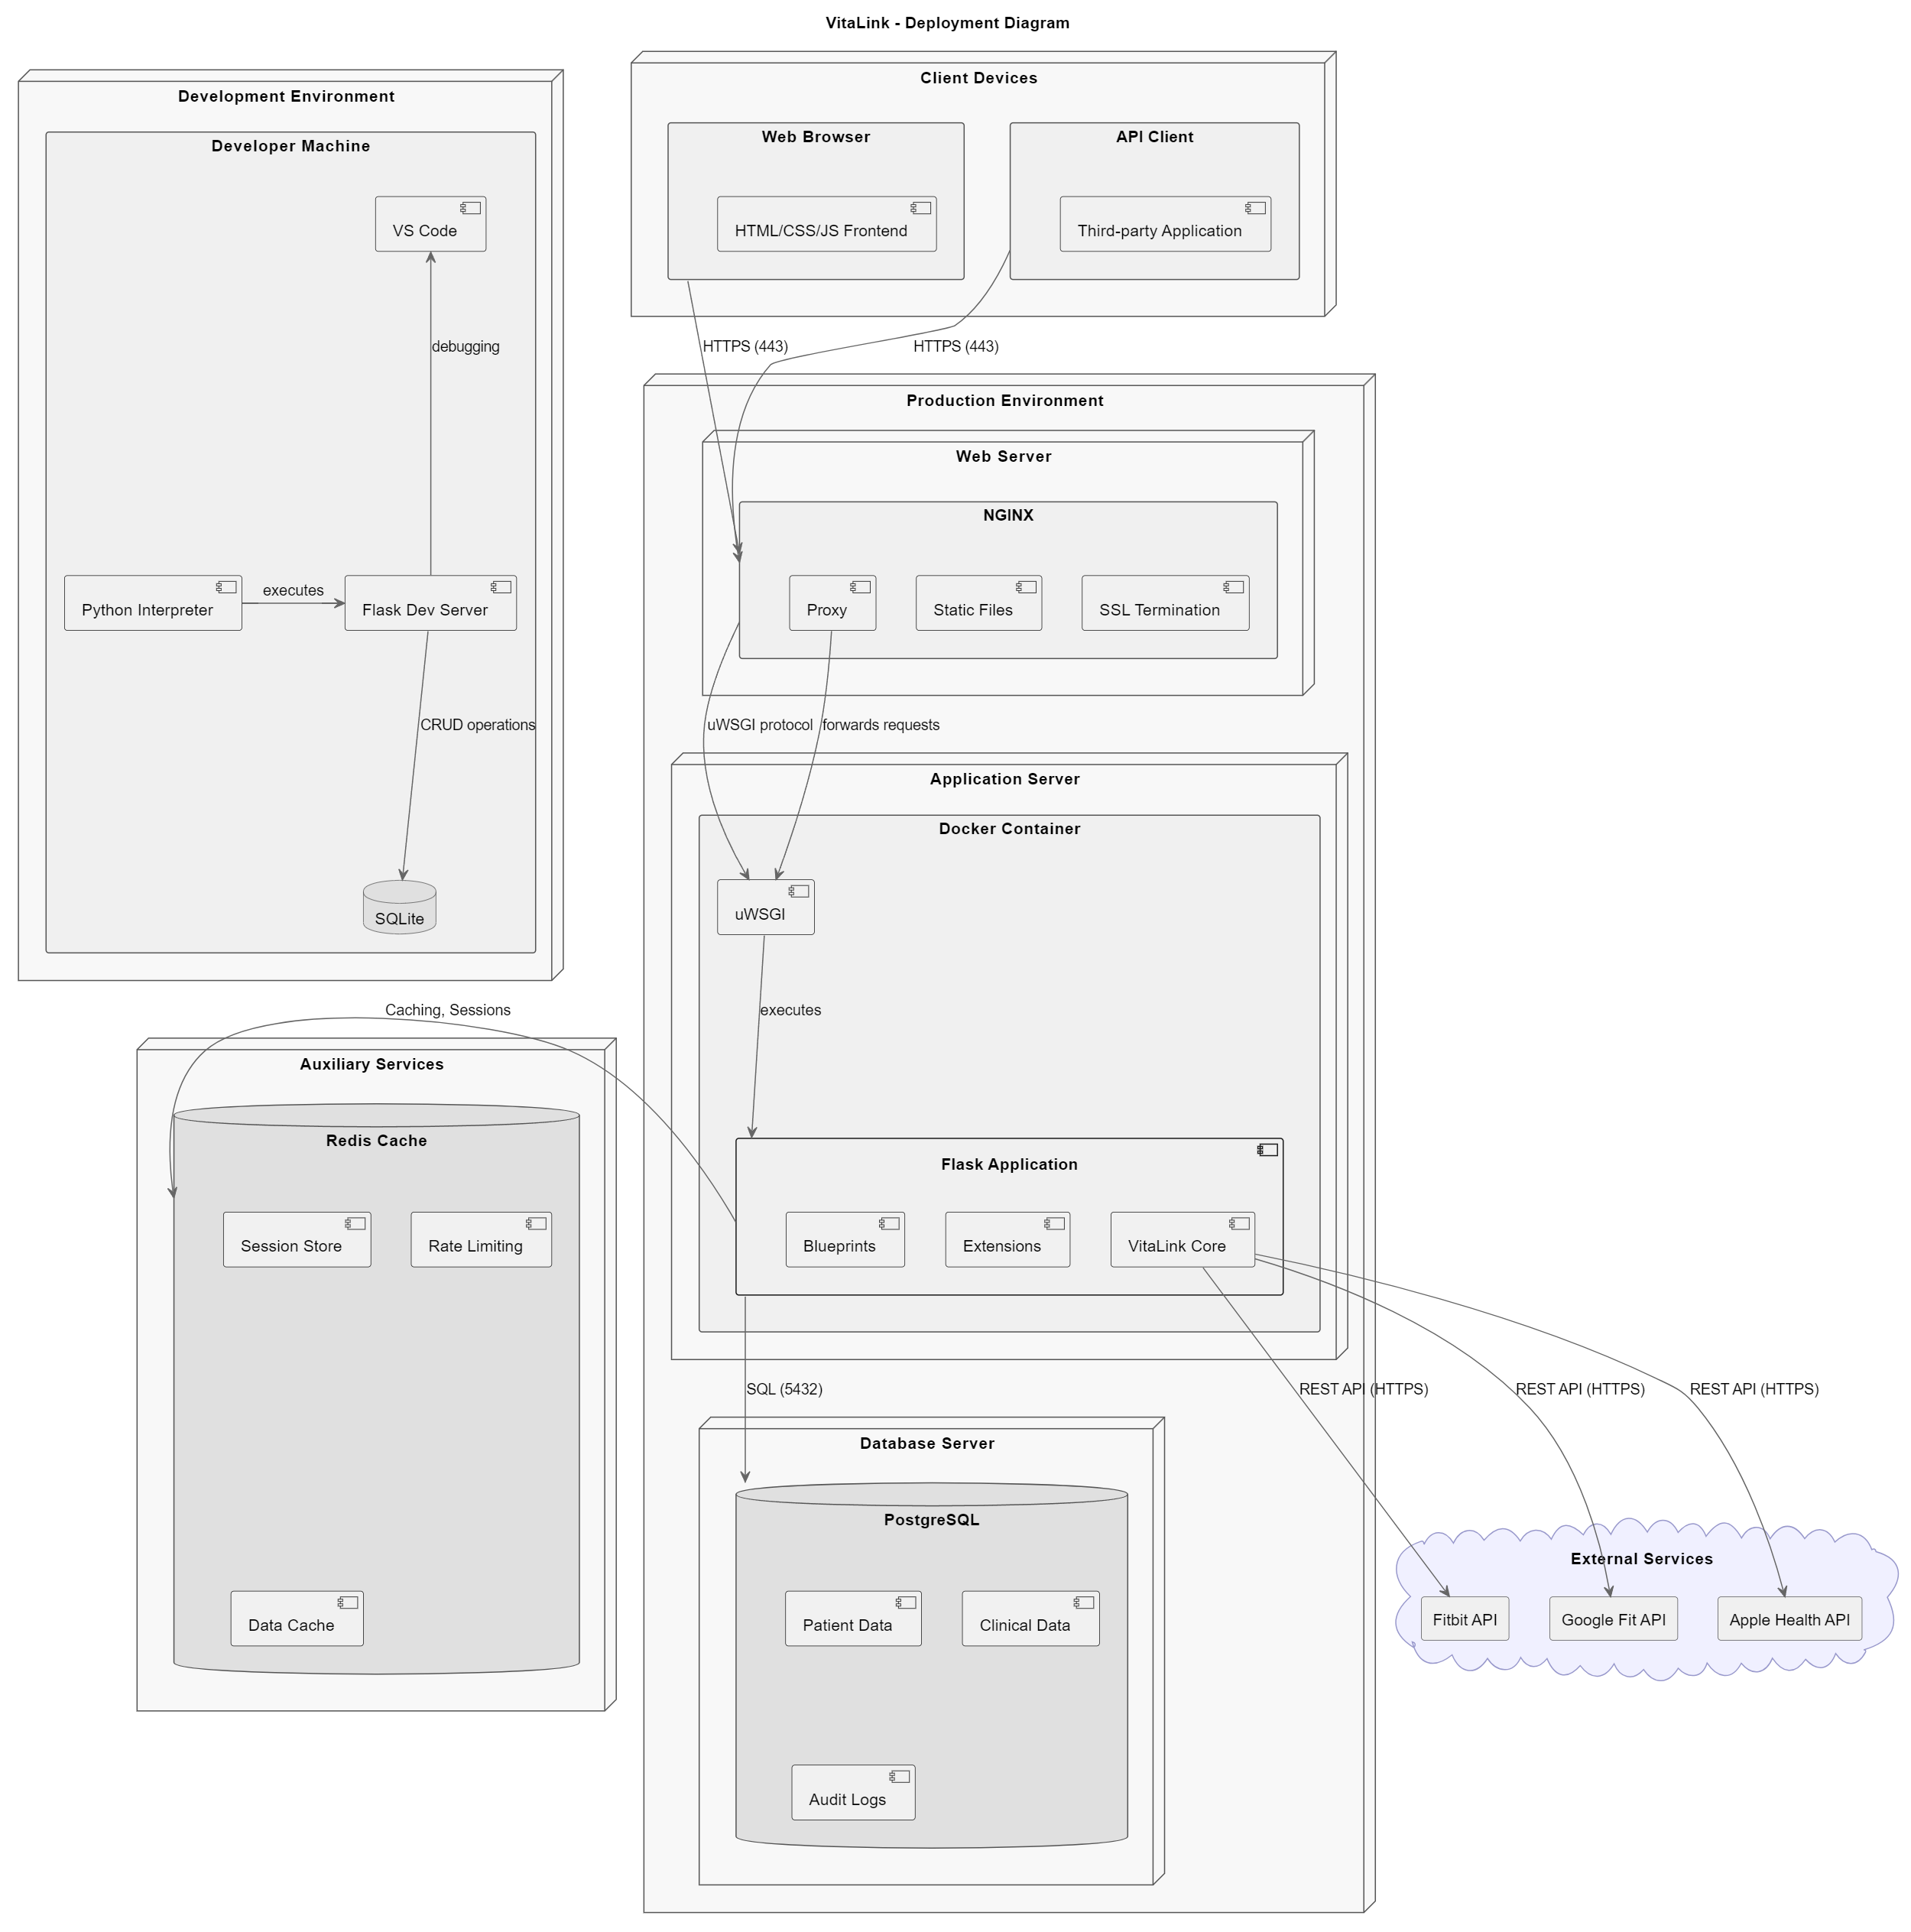 VitaLink - Deployment Diagram
Development Environment
Developer Machine
VS Code
debugging
Python Interpreter
executes
Flask Dev Server
CRUD operations
SQLite
Client Devices
Web Browser
HTML/CSS/JS Frontend
API Client
Third-party Application
HTTPS (443)
HTTPS (443)
Production Environment
Web Server
NGINX
Proxy
Static Files
SSL Termination
uWSGI protocol
forwards requests
Application Server
Docker Container
uWSGI
executes
Flask Application
Blueprints
Extensions
VitaLink Core
Caching, Sessions
Auxiliary Services
Redis Cache
Session Store
Rate Limiting
Data Cache
SQL (5432)
REST API (HTTPS)
REST API (HTTPS)
REST API (HTTPS)
Database Server
PostgreSQL
Patient Data
Clinical Data
Audit Logs
External Services
Fitbit API
Google Fit API
Apple Health API